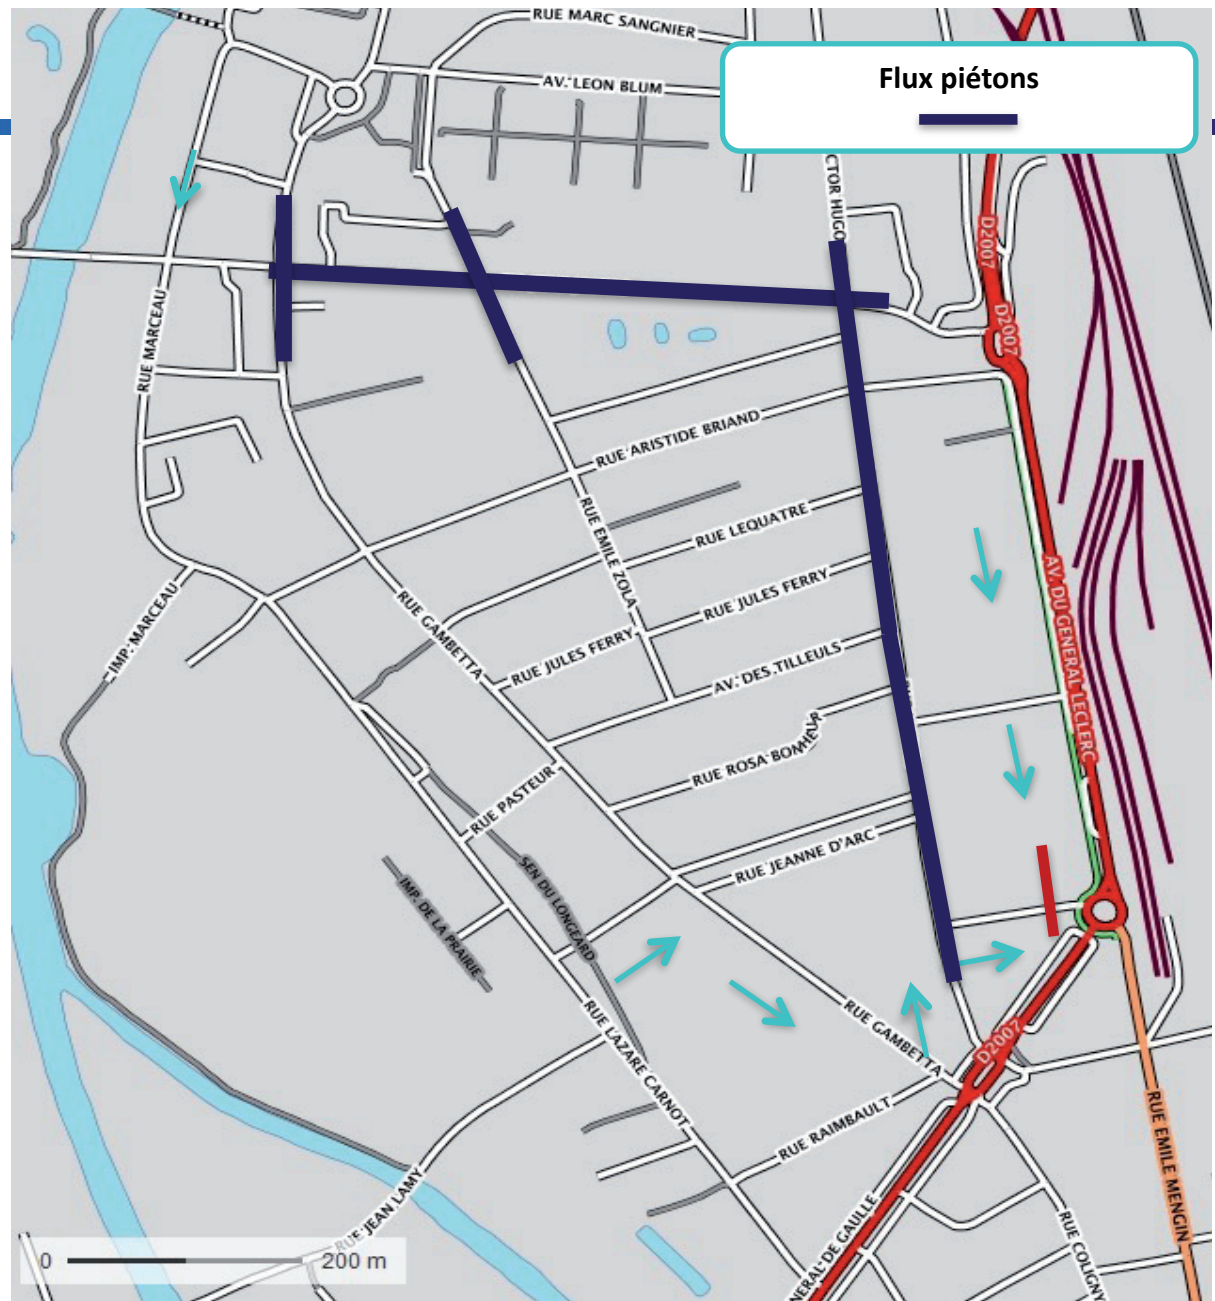 RUE MARC SANGNIER
AV. LEON BLUM
Flux piétons
CTOR HUGO
D2007
D2007
RUE MARCEAU
RUE ARISTIDE BRIAND
RUE EMILE ZOLA
RUE LEQUATRE
RUE JULES FERRY
RUE JULES FERRY
AV. DES TILLEULS
RUE ROSA BONHEUR
AV. DU GENERAL LECLERC
IMP. MARCEAU
RUE GAMBETTA
RUE PASTEUR
RUE JEANNE D'ARC
SEN DU LONGEARD
IMP. DE LA PRAIRIE
RUE LAZARE CARNOT
RUE GAMBETTA
D2007
RUE RAIMBAULT
RUE EMILE MENGIN
RUE JEAN LAMY
NERAL DE GAULLE
RUE COLIGNY
0 200 m